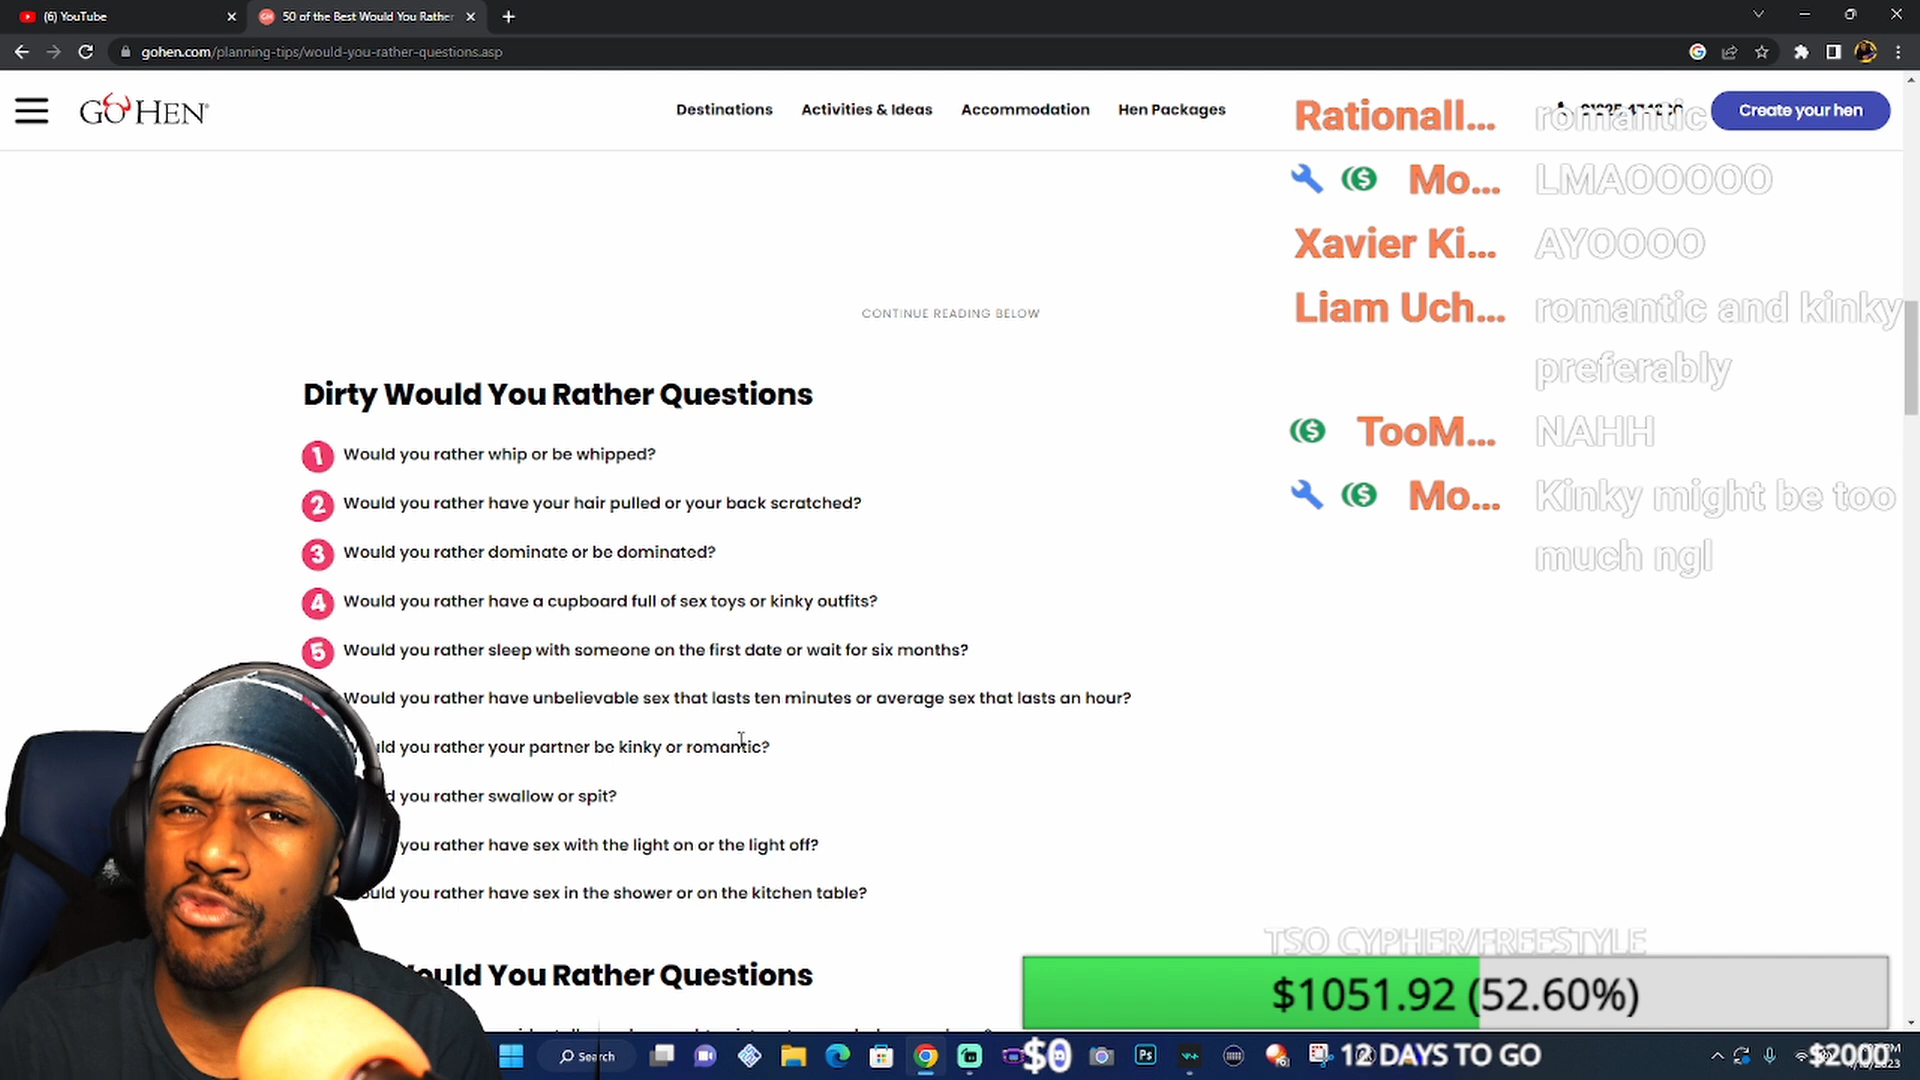 (6) YouTube
50 of the Best Would You Rather
gohen.com/planning-tips/would-you-rather-questions.asp
GO HEN
Destinations
Activities & Ideas
Accommodation
Hen Packages
Create your hen
Rationall... romantic
Mo... LMAOOOOO
Xavier Ki... AYOOOO
Liam Uch... romantic and kinky
preferably
TooM... NAHH
Mo... Kinky might be too
much ngl
CONTINUE READING BELOW
Dirty Would You Rather Questions
1 Would you rather whip or be whipped?
2 Would you rather have your hair pulled or your back scratched?
3 Would you rather dominate or be dominated?
4 Would you rather have a cupboard full of sex toys or kinky outfits?
5 Would you rather sleep with someone on the first date or wait for six months?
Would you rather have unbelievable sex that lasts ten minutes or average sex that lasts an hour?
would you rather your partner be kinky or romantic?
you rather swallow or spit?
you rather have sex with the light on or the light off?
ould you rather have sex in the shower or on the kitchen table?
ould You Rather Questions
TSO CYPHER/FREESTYLE
$1051.92 (52.60%)
Search
Ps
$0
12 DAYS TO GO
$2000